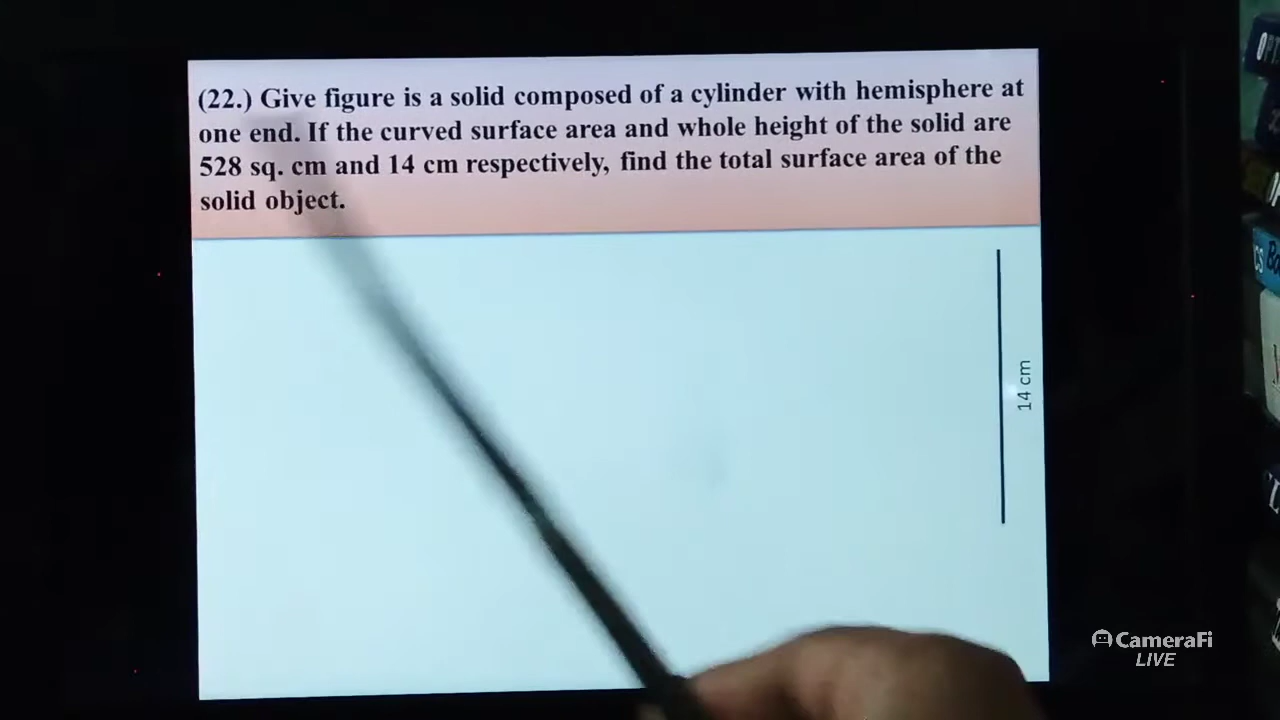 (22.) Give figure is a solid composed of a cylinder with hemisphere at
one end. If the curved surface area and whole height of the solid are
528 sq. cm and 14 cm respectively, find the total surface area of the
solid object.
14 cm
CameraFi
LIVE